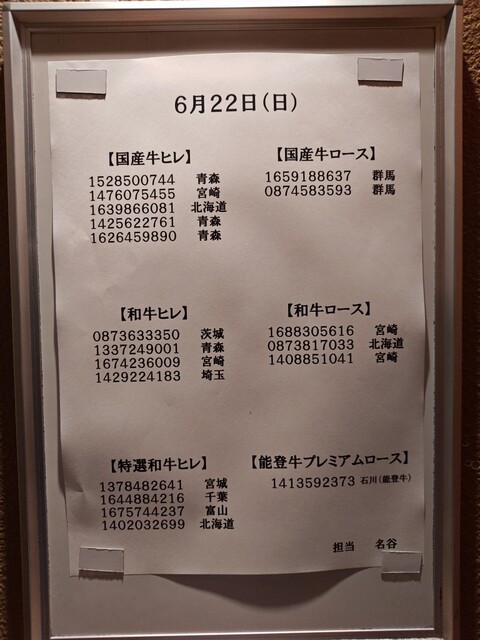 6月22日(日)
【国産牛ヒレ】
1528500744 青森
1476075455 宮崎
1639866081 北海道
1425622761 青森
1626459890 青森
【国産牛ロース】
1659188637 群馬
0874583593 群馬
【和牛ヒレ】
0873633350 茨城
1337249001 青森
1674236009 宮崎
1429224183 埼玉
【和牛ロース】
1688305616 宮崎
0873817033 北海道
1408851041 宮崎
【特選和牛ヒレ】
1378482641 宮城
1644884216 千葉
1675744237 富山
1402032699 北海道
【能登牛プレミアムロース】
1413592373 石川(能登牛)
担当 名谷